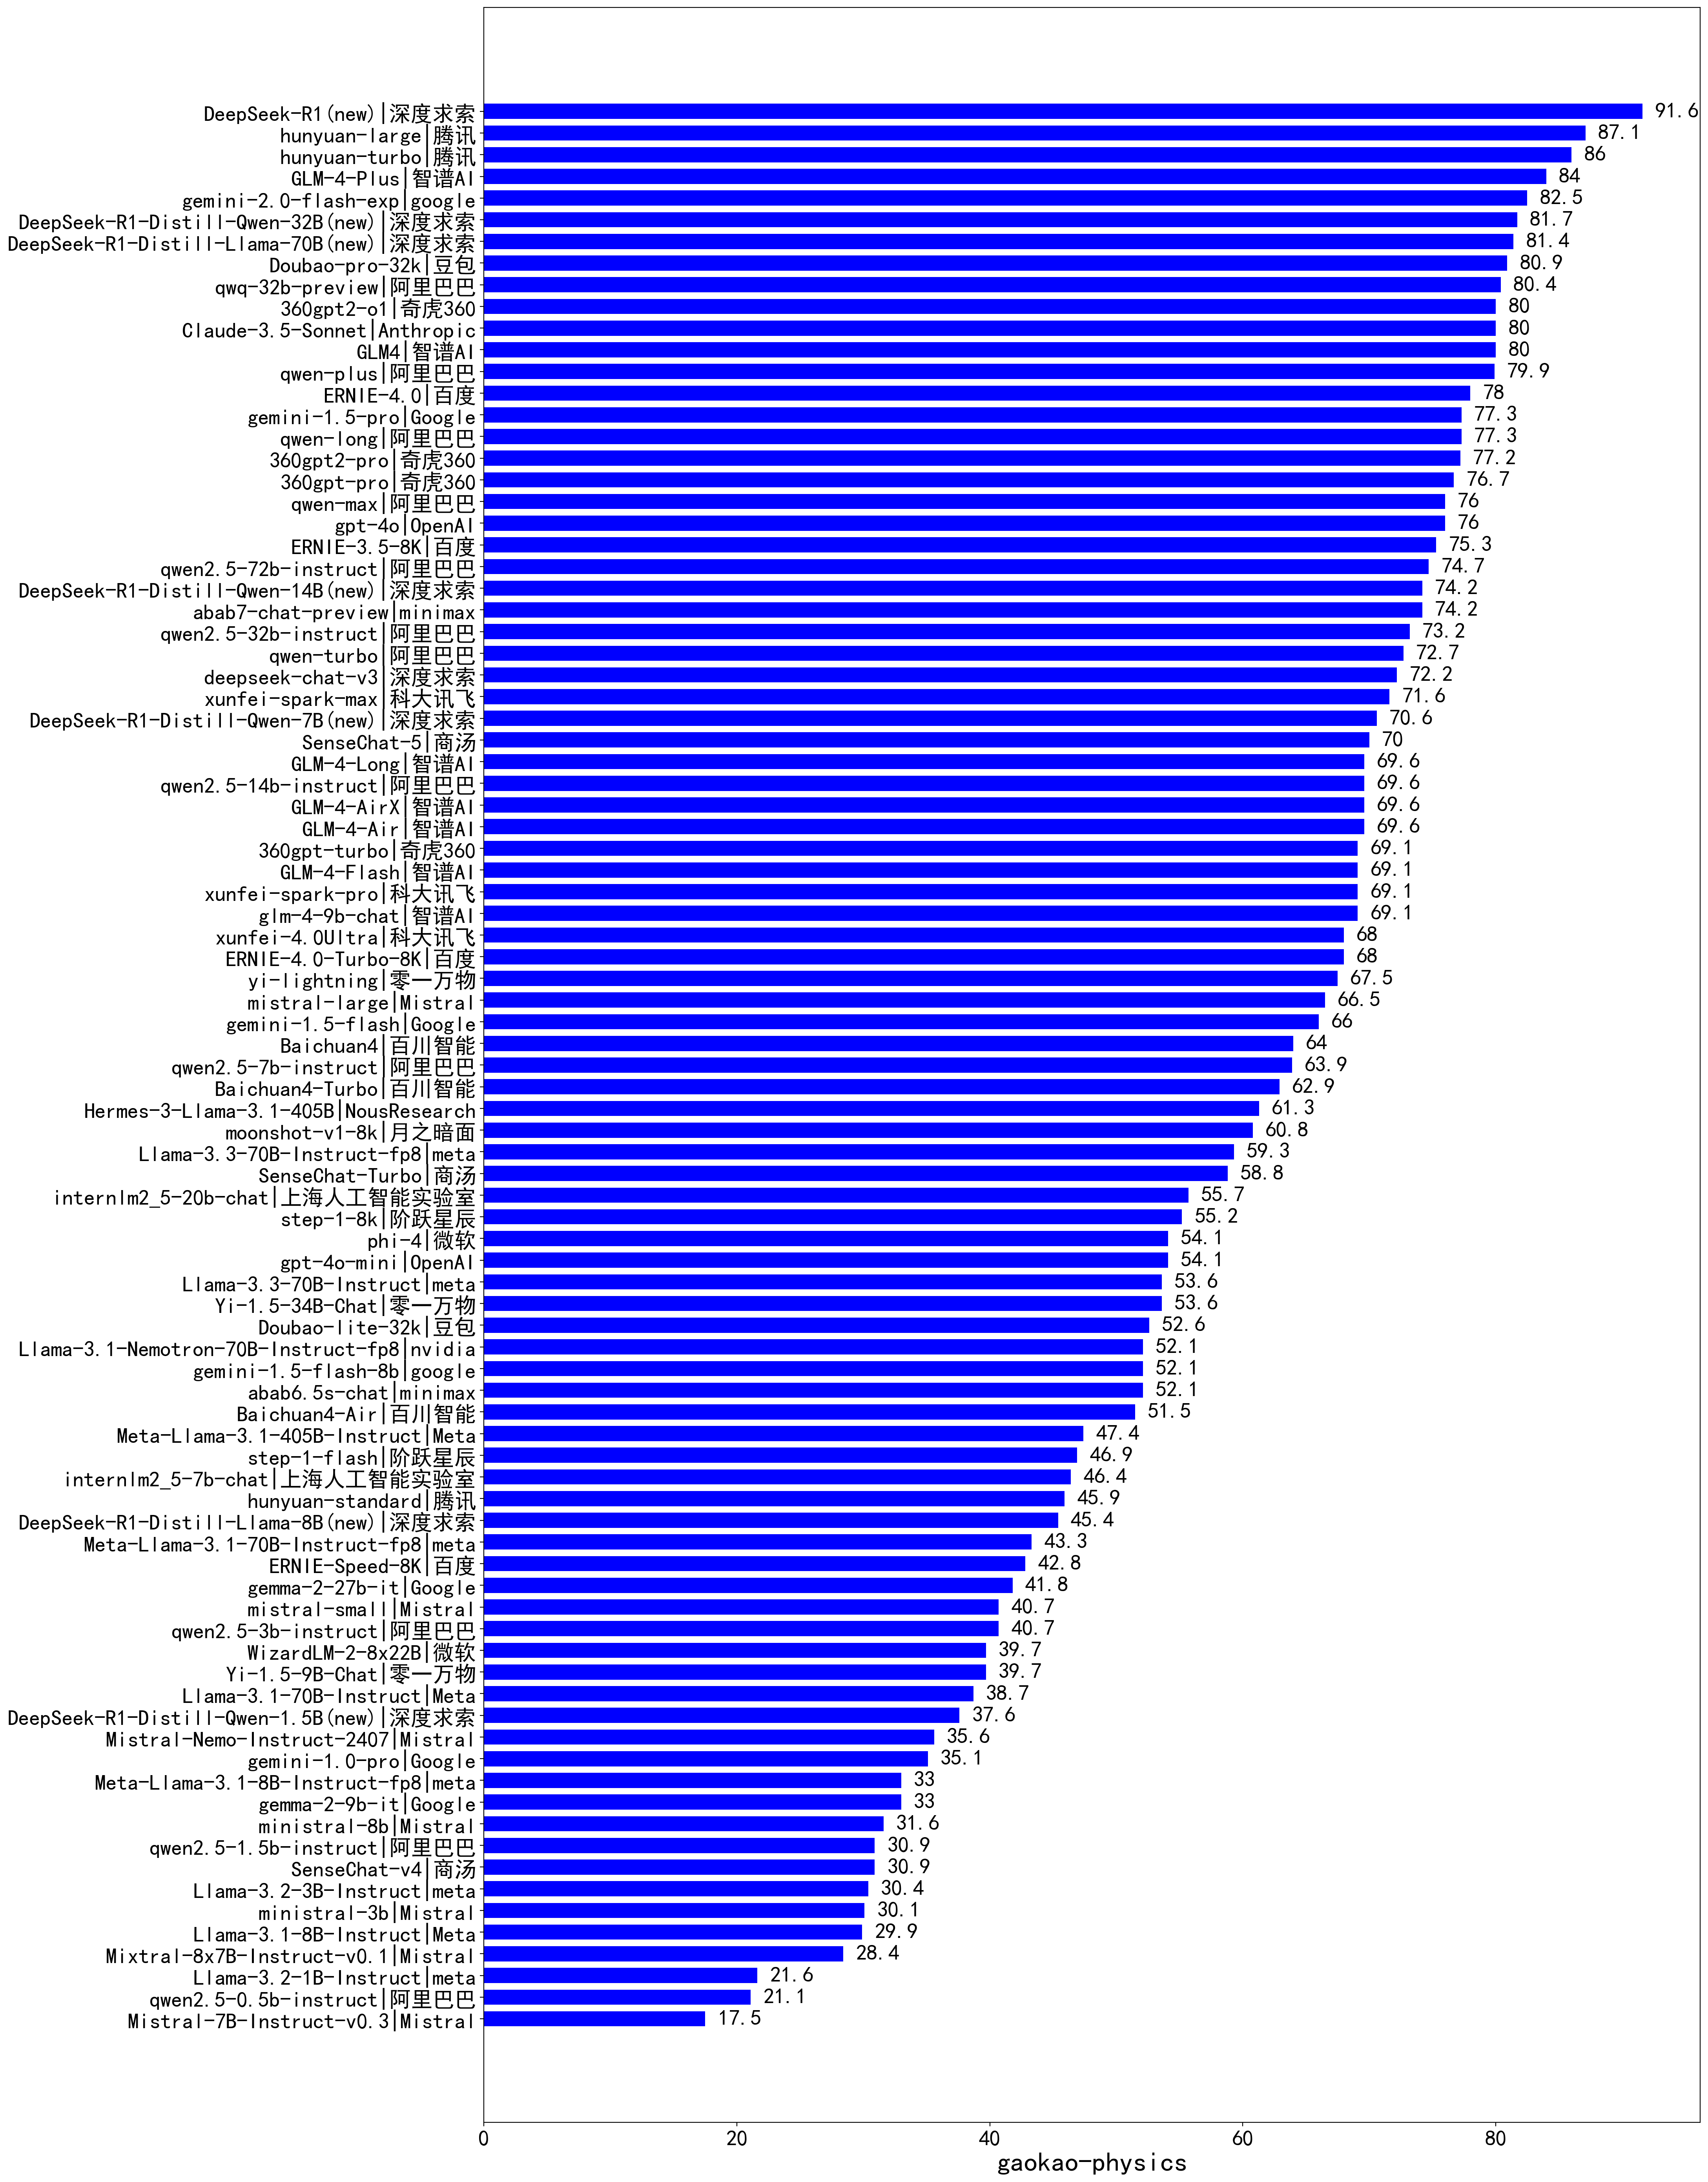 DeepSeek-R1(new)|深度求索 91.6
hunyuan-large|腾讯 87.1
hunyuan-turbo|腾讯 86
GLM-4-Plus|智谱AI 84
gemini-2.0-flash-exp|google 82.5
DeepSeek-R1-Distill-Qwen-32B(new)|深度求索 81.7
DeepSeek-R1-Distill-Llama-70B(new)|深度求索 81.4
Doubao-pro-32k|豆包 80.9
qwq-32b-preview|阿里巴巴 80.4
360gpt2-o1|奇虎360 80
Claude-3.5-Sonnet|Anthropic 80
GLM4|智谱AI 80
qwen-plus|阿里巴巴 79.9
ERNIE-4.0|百度 78
gemini-1.5-pro|Google 77.3
qwen-long|阿里巴巴 77.3
360gpt2-pro|奇虎360 77.2
360gpt-pro|奇虎360 76.7
qwen-max|阿里巴巴 76
gpt-4o|OpenAI 76
ERNIE-3.5-8K|百度 75.3
qwen2.5-72b-instruct|阿里巴巴 74.7
DeepSeek-R1-Distill-Qwen-14B(new)|深度求索 74.2
abab7-chat-preview|minimax 74.2
qwen2.5-32b-instruct|阿里巴巴 73.2
qwen-turbo|阿里巴巴 72.7
deepseek-chat-v3|深度求索 72.2
xunfei-spark-max|科大讯飞 71.6
DeepSeek-R1-Distill-Qwen-7B(new)|深度求索 70.6
SenseChat-5|商汤 70
GLM-4-Long|智谱AI 69.6
qwen2.5-14b-instruct|阿里巴巴 69.6
GLM-4-AirX|智谱AI 69.6
GLM-4-Air|智谱AI 69.6
360gpt-turbo|奇虎360 69.1
GLM-4-Flash|智谱AI 69.1
xunfei-spark-pro|科大讯飞 69.1
glm-4-9b-chat|智谱AI 69.1
xunfei-4.0Ultra|科大讯飞 68
ERNIE-4.0-Turbo-8K|百度 68
yi-lightning|零一万物 67.5
mistral-large|Mistral 66.5
gemini-1.5-flash|Google 66
Baichuan4|百川智能 64
qwen2.5-7b-instruct|阿里巴巴 63.9
Baichuan4-Turbo|百川智能 62.9
Hermes-3-Llama-3.1-405B|NousResearch 61.3
moonshot-v1-8k|月之暗面 60.8
Llama-3.3-70B-Instruct-fp8|meta 59.3
SenseChat-Turbo|商汤 58.8
internlm2_5-20b-chat|上海人工智能实验室 55.7
step-1-8k|阶跃星辰 55.2
phi-4|微软 54.1
gpt-4o-mini|OpenAI 54.1
Llama-3.3-70B-Instruct|meta 53.6
Yi-1.5-34B-Chat|零一万物 53.6
Doubao-lite-32k|豆包 52.6
Llama-3.1-Nemotron-70B-Instruct-fp8|nvidia 52.1
gemini-1.5-flash-8b|google 52.1
abab6.5s-chat|minimax 52.1
Baichuan4-Air|百川智能 51.5
Meta-Llama-3.1-405B-Instruct|Meta 47.4
step-1-flash|阶跃星辰 46.9
internlm2_5-7b-chat|上海人工智能实验室 46.4
hunyuan-standard|腾讯 45.9
DeepSeek-R1-Distill-Llama-8B(new)|深度求索 45.4
Meta-Llama-3.1-70B-Instruct-fp8|meta 43.3
ERNIE-Speed-8K|百度 42.8
gemma-2-27b-it|Google 41.8
mistral-small|Mistral 40.7
qwen2.5-3b-instruct|阿里巴巴 40.7
WizardLM-2-8x22B|微软 39.7
Yi-1.5-9B-Chat|零一万物 39.7
Llama-3.1-70B-Instruct|Meta 38.7
DeepSeek-R1-Distill-Qwen-1.5B(new)|深度求索 37.6
Mistral-Nemo-Instruct-2407|Mistral 35.6
gemini-1.0-pro|Google 35.1
Meta-Llama-3.1-8B-Instruct-fp8|meta 33
gemma-2-9b-it|Google 33
ministral-8b|Mistral 31.6
qwen2.5-1.5b-instruct|阿里巴巴 30.9
SenseChat-v4|商汤 30.9
Llama-3.2-3B-Instruct|meta 30.4
ministral-3b|Mistral 30.1
Llama-3.1-8B-Instruct|Meta 29.9
Mixtral-8x7B-Instruct-v0.1|Mistral 28.4
Llama-3.2-1B-Instruct|meta 21.6
qwen2.5-0.5b-instruct|阿里巴巴 21.1
Mistral-7B-Instruct-v0.3|Mistral 17.5
0 20 40 60 80
gaokao-physics